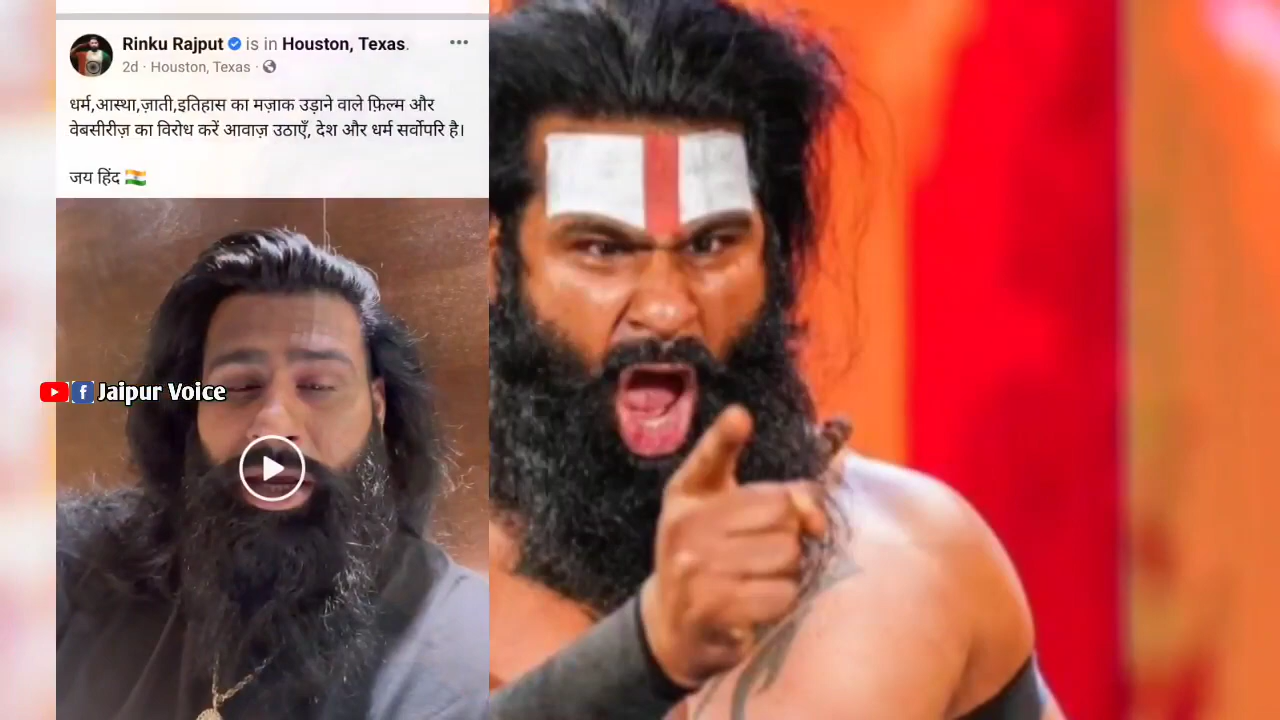 Rinku Rajput is in Houston, Texas.
2d · Houston, Texas ·
धर्म,आस्था,ज़ाती,इतिहास का मज़ाक उड़ाने वाले फ़िल्म और
वेबसीरीज़ का विरोध करें आवाज़ उठाएँ, देश और धर्म सर्वोपरि है।
जय हिंद 🇮🇳
Jaipur Voice